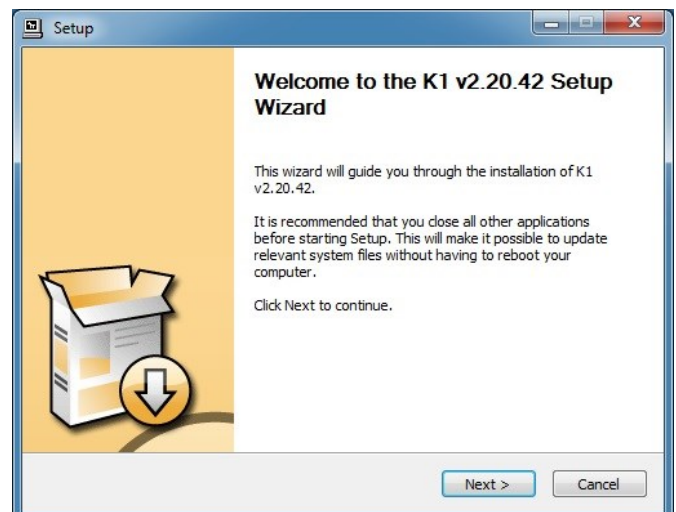 Setup
Welcome to the K1 v2.20.42 Setup
Wizard
This wizard will guide you through the installation of K1
v2.20.42.
It is recommended that you close all other applications
before starting Setup. This will make it possible to update
relevant system files without having to reboot your
computer.
Click Next to continue.
Next >
Cancel